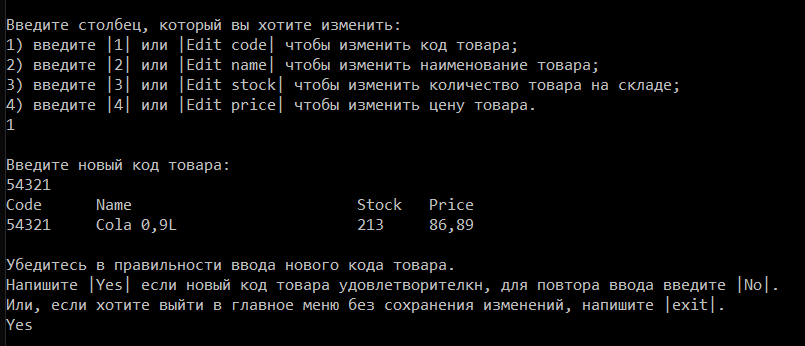 Введите столбец, который вы хотите изменить:
1) введите |1| или |Edit code| чтобы изменить код товара;
2) введите |2| или |Edit name| чтобы изменить наименование товара;
3) введите |3| или |Edit stock| чтобы изменить количество товара на складе;
4) введите |4| или |Edit price| чтобы изменить цену товара.
1
Введите новый код товара:
54321
Code Name Stock Price
54321 Cola 0,9L 213 86,89
Убедитесь в правильности ввода нового кода товара.
Напишите |Yes| если новый код товара удовлетворителкн, для повтора ввода введите |No|.
Или, если хотите выйти в главное меню без сохранения изменений, напишите |exit|.
Yes